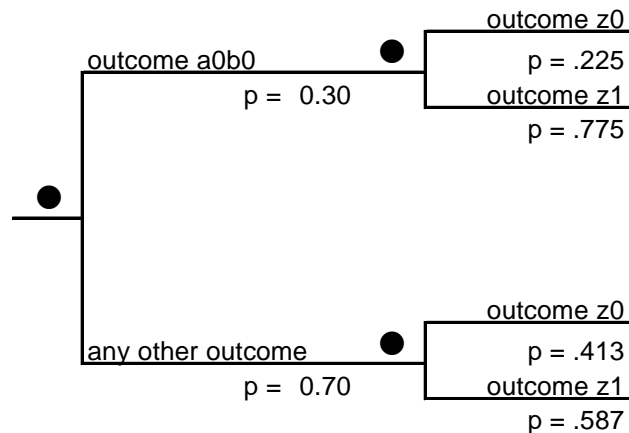 outcome z0
outcome a0b0
p = .225
p = 0.30
outcome z1
p = .775
outcome z0
any other outcome
p = .413
p = 0.70
outcome z1
p = .587